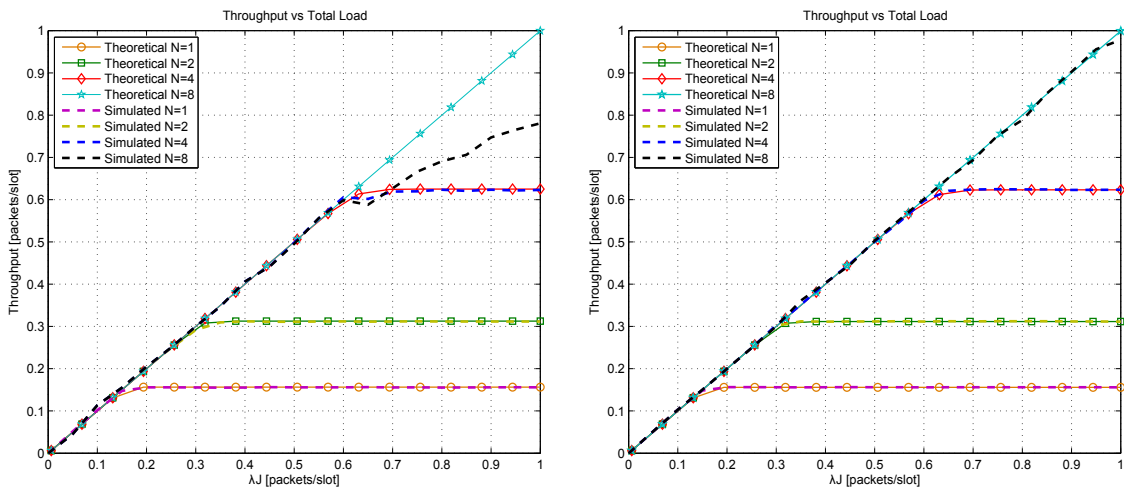 Throughput vs Total Load
Throughput [packets/slot]
1
0.9
0.8
0.7
0.6
0.5
0.4
0.3
0.2
0.1
0
Theoretical N=1
Theoretical N=2
Theoretical N=4
Theoretical N=8
Simulated N=1
Simulated N=2
Simulated N=4
Simulated N=8
0 0.1 0.2 0.3 0.4 0.5 0.6 0.7 0.8 0.9 1
λJ [packets/slot]
Throughput vs Total Load
Throughput [packets/slot]
1
0.9
0.8
0.7
0.6
0.5
0.4
0.3
0.2
0.1
0
Theoretical N=1
Theoretical N=2
Theoretical N=4
Theoretical N=8
Simulated N=1
Simulated N=2
Simulated N=4
Simulated N=8
0 0.1 0.2 0.3 0.4 0.5 0.6 0.7 0.8 0.9 1
λJ [packets/slot]